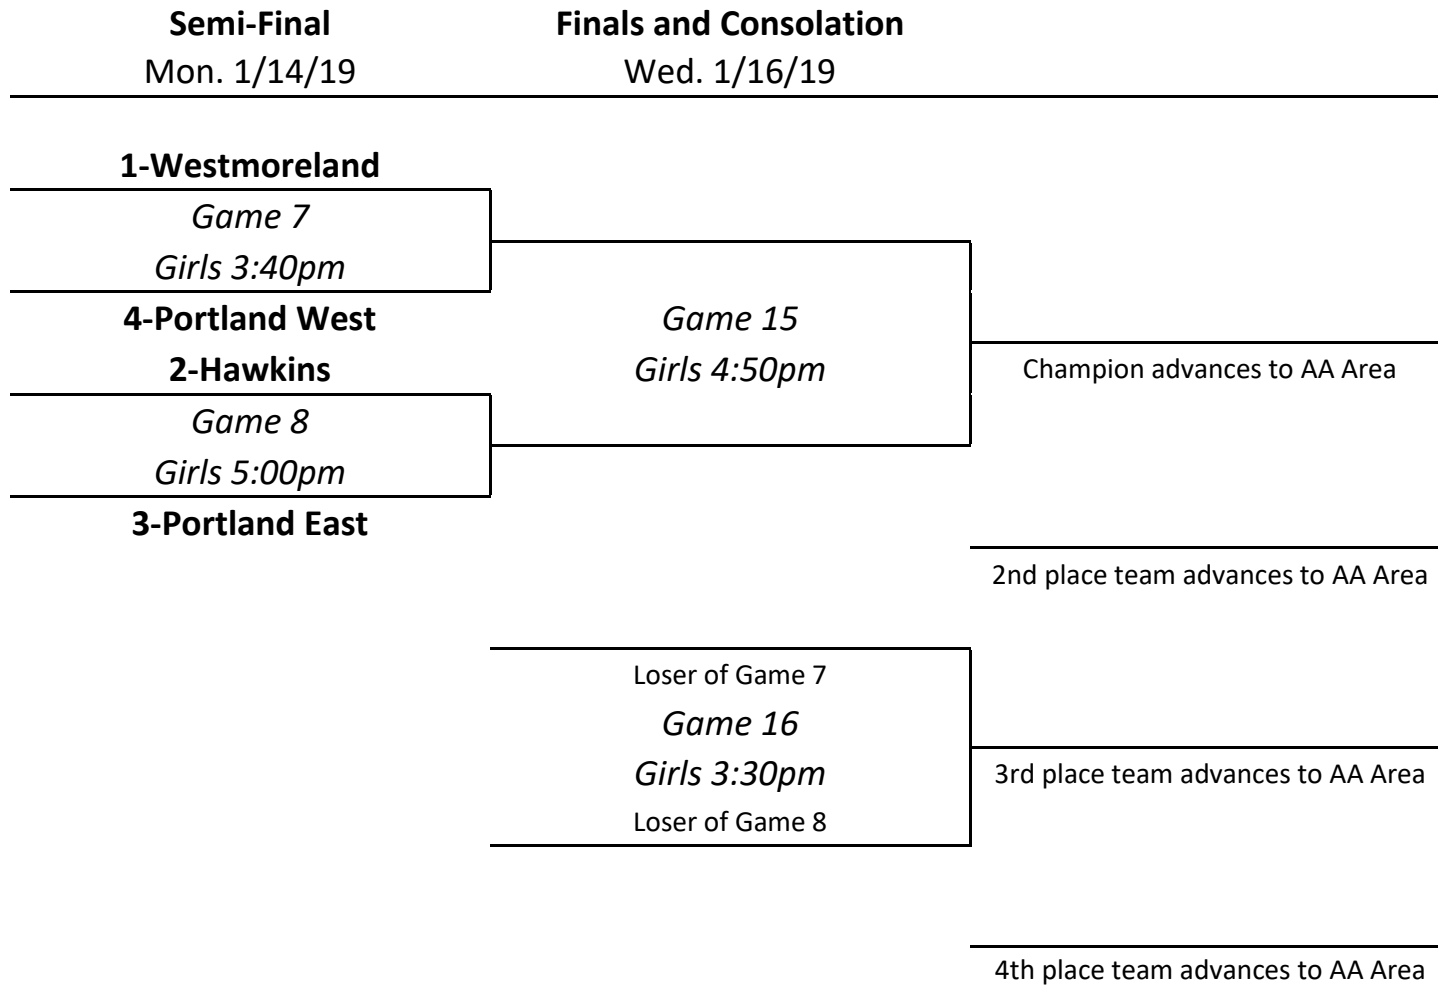 Semi-Final
Finals and Consolation
Mon. 1/14/19
Wed. 1/16/19
1-Westmoreland
Game 7
Girls 3:40pm
4-Portland West
2-Hawkins
Game 8
Girls 5:00pm
3-Portland East
Game 15
Girls 4:50pm
Champion advances to AA Area
2nd place team advances to AA Area
Loser of Game 7
Game 16
Girls 3:30pm
Loser of Game 8
3rd place team advances to AA Area
4th place team advances to AA Area